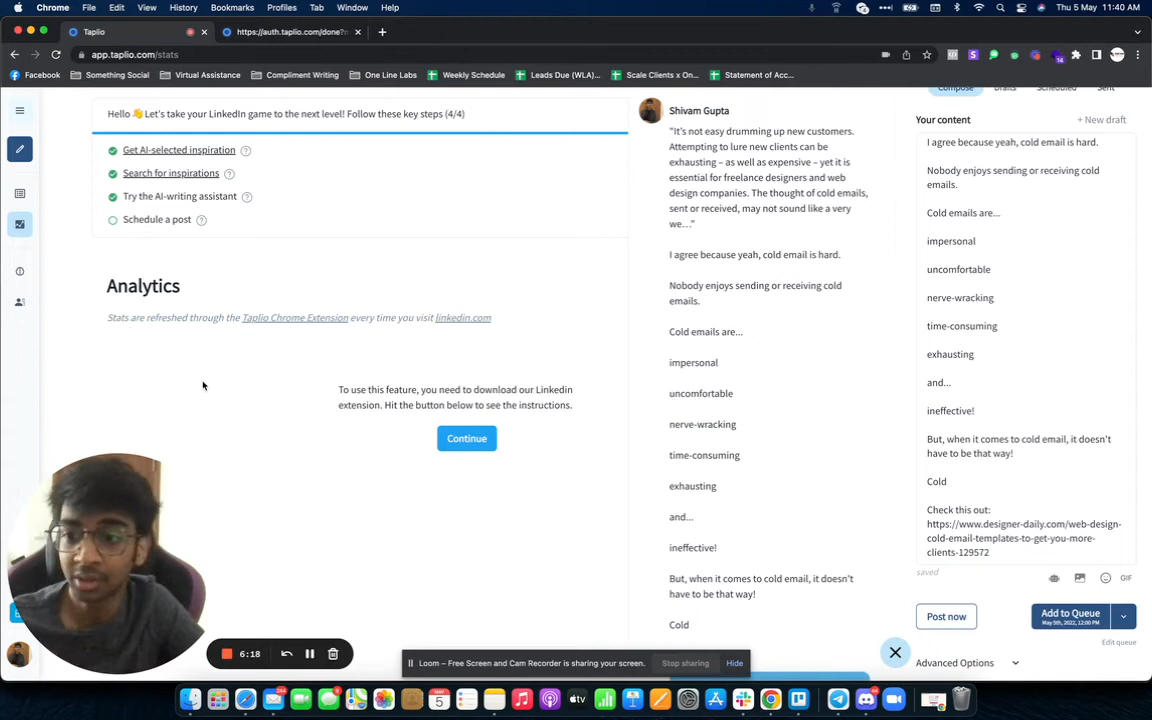 Chrome File Edit View History Bookmarks Profiles Tab Window Help
Thu 5 May 11:40 AM
Taplio
https://auth.taplio.com/done?n
app.taplio.com/stats
14
Facebook Something Social Virtual Assistance Compliment Writing One Line Labs Weekly Schedule Leads Due (WLA)... Scale Clients x On... Statement of Acc...
Hello 👋 Let's take your LinkedIn game to the next level! Follow these key steps (4/4)
Get AI-selected inspiration ?
Search for inspirations ?
Try the AI-writing assistant ?
Schedule a post ?
Analytics
Stats are refreshed through the Taplio Chrome Extension every time you visit linkedin.com
To use this feature, you need to download our Linkedin
extension. Hit the button below to see the instructions.
Continue
Shivam Gupta
"It's not easy drumming up new customers.
Attempting to lure new clients can be
exhausting – as well as expensive – yet it is
essential for freelance designers and web
design companies. The thought of cold emails,
sent or received, may not sound like a very
we..."
I agree because yeah, cold email is hard.
Nobody enjoys sending or receiving cold
emails.
Cold emails are...
impersonal
uncomfortable
nerve-wracking
time-consuming
exhausting
and...
ineffective!
But, when it comes to cold email, it doesn't
have to be that way!
Cold
Compose Drafts Scheduled Sent
Your content
+ New draft
I agree because yeah, cold email is hard.
Nobody enjoys sending or receiving cold
emails.
Cold emails are...
impersonal
uncomfortable
nerve-wracking
time-consuming
exhausting
and...
ineffective!
But, when it comes to cold email, it doesn't
have to be that way!
Cold
Check this out:
https://www.designer-daily.com/web-design-
cold-email-templates-to-get-you-more-
clients-129572
saved
GIF
Post now
Add to Queue
May 5th, 2022, 12:00 PM
Edit queue
Advanced Options
6:18
Loom – Free Screen and Cam Recorder is sharing your screen. Stop sharing Hide
MAY
5
tv